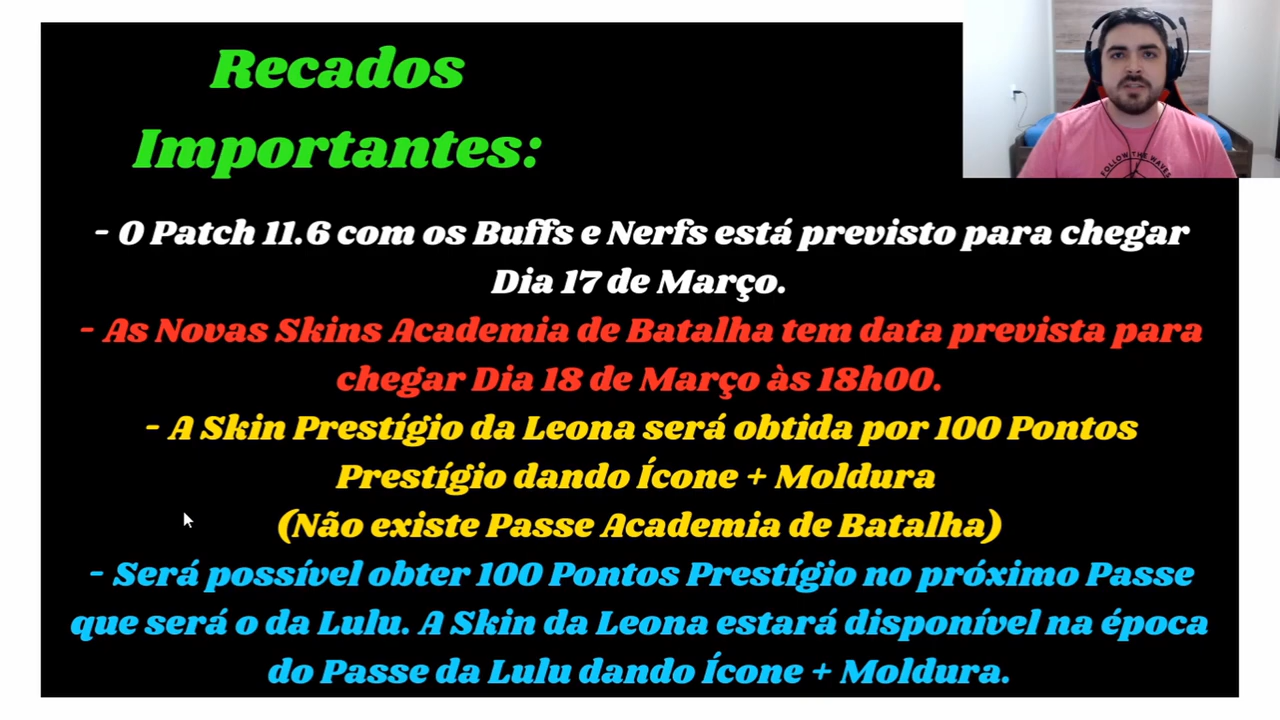 Recados
Importantes:
FOLLOW THE WAVES
- O Patch 11.6 com os Buffs e Nerfs está previsto para chegar
Dia 17 de Março.
- As Novas Skins Academia de Batalha tem data prevista para
chegar Dia 18 de Março às 18h00.
- A Skin Prestígio da Leona será obtida por 100 Pontos
Prestígio dando Ícone + Moldura
(Não existe Passe Academia de Batalha)
- Será possível obter 100 Pontos Prestígio no próximo Passe
que será o da Lulu. A Skin da Leona estará disponível na época
do Passe da Lulu dando Ícone + Moldura.